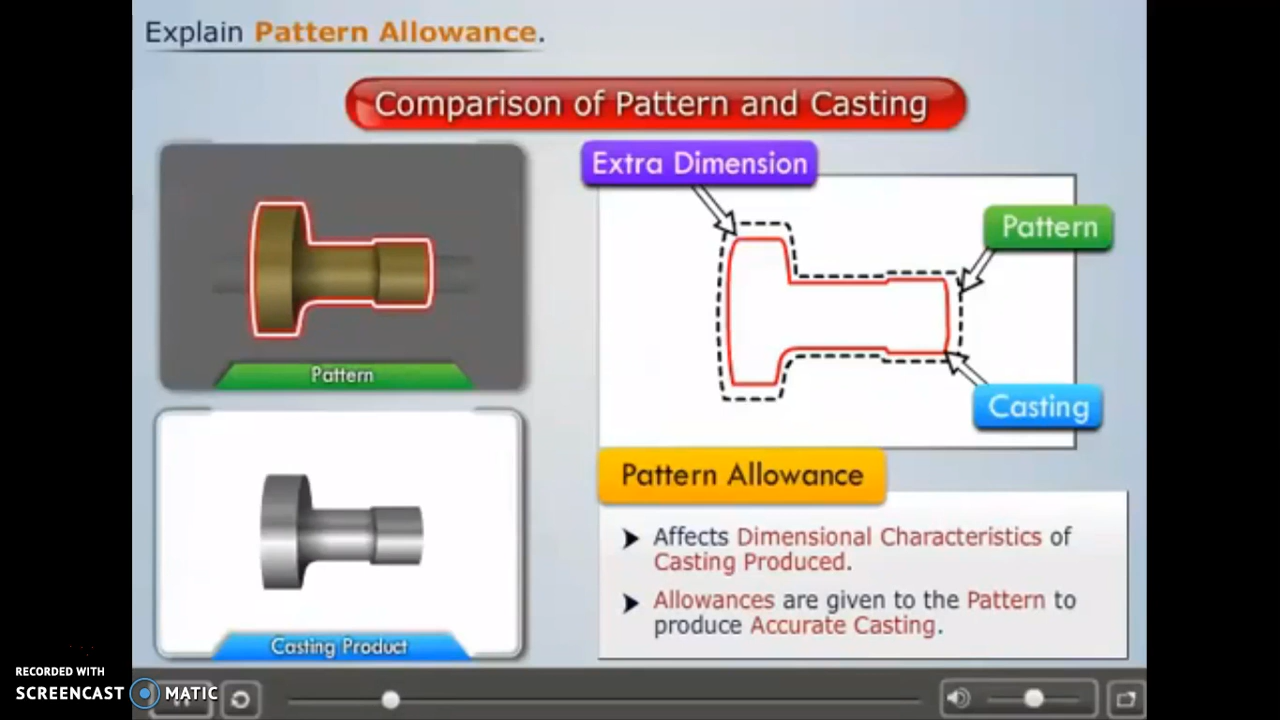 Explain Pattern Allowance.
Comparison of Pattern and Casting
Extra Dimension
Pattern
Pattern
Casting
Pattern Allowance
Affects Dimensional Characteristics of
Casting Produced.
Allowances are given to the Pattern to
produce Accurate Casting.
Casting Product
RECORDED WITH
SCREENCAST MATIC